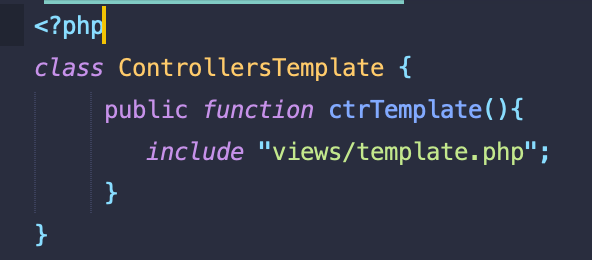 <?php
class ControllersTemplate {
public function ctrTemplate(){
include "views/template.php";
}
}